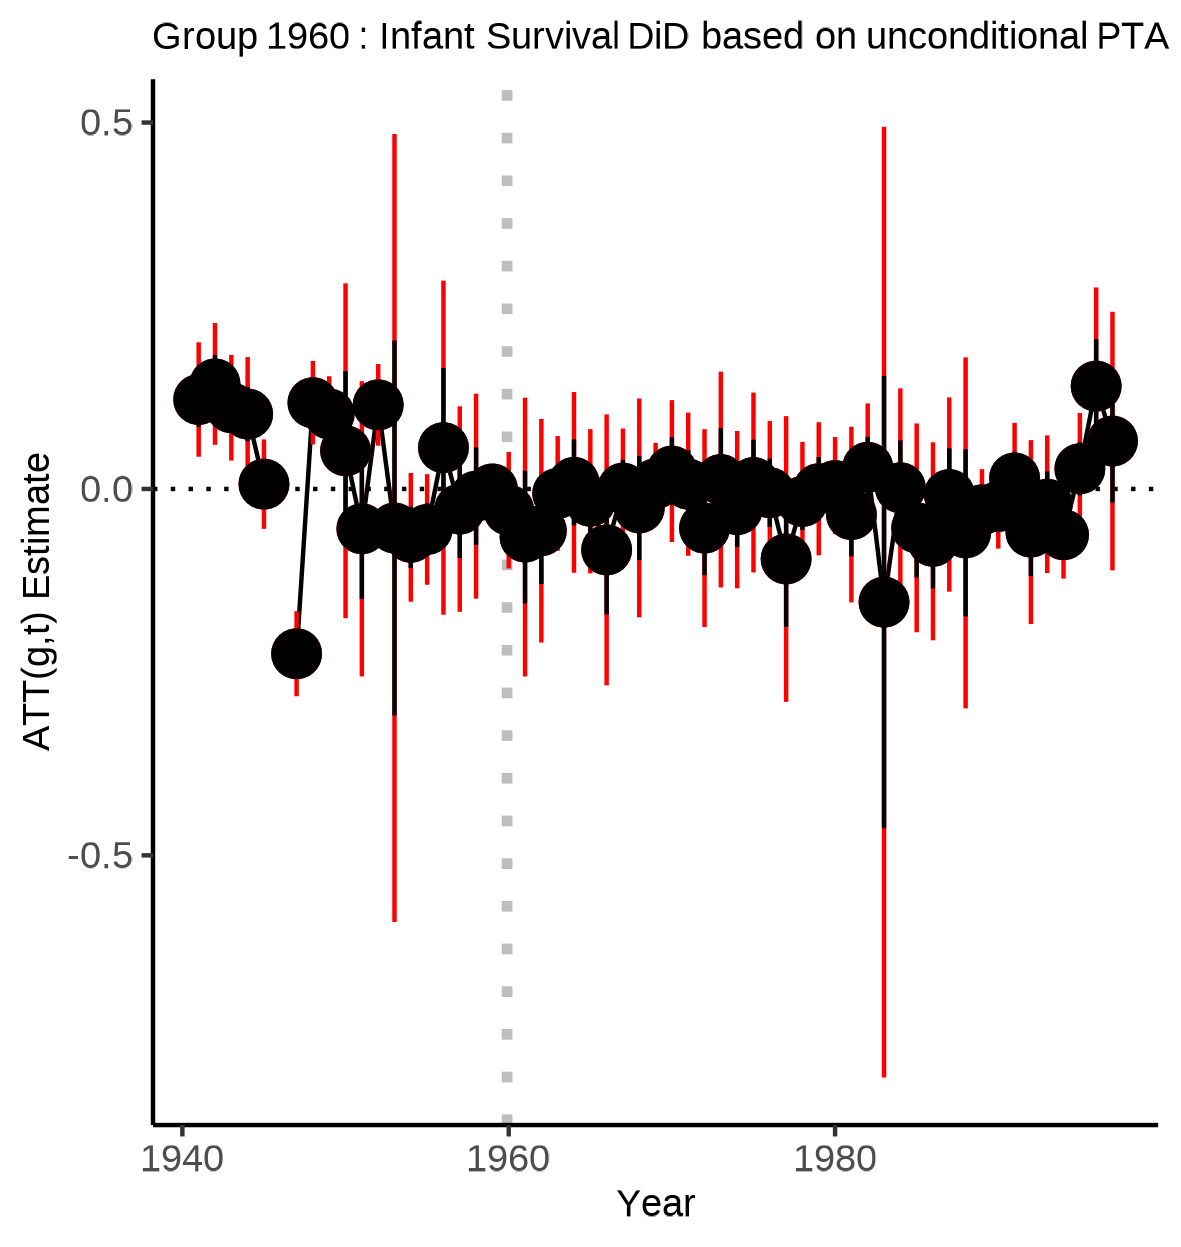 Group 1960 : Infant Survival DiD based on unconditional PTA
ATT(g,t) Estimate
0.5
0.0
-0.5
1940
1960
1980
Year